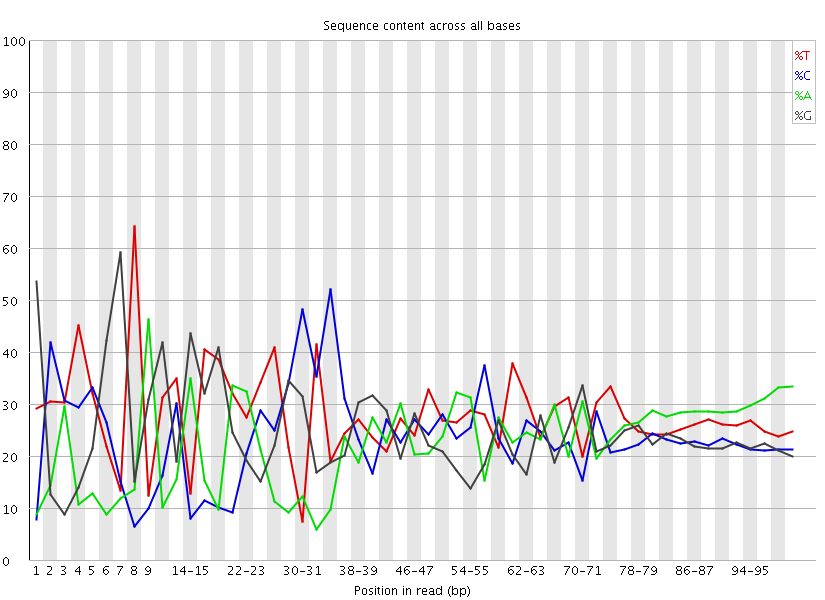 Sequence content across all bases
100
90
80
70
60
50
40
30
20
10
0
%T
%C
%A
%G
1 2 3 4 5 6 7 8 9 14-15 22-23 30-31 38-39 46-47 54-55 62-63 70-71 78-79 86-87 94-95
Position in read (bp)